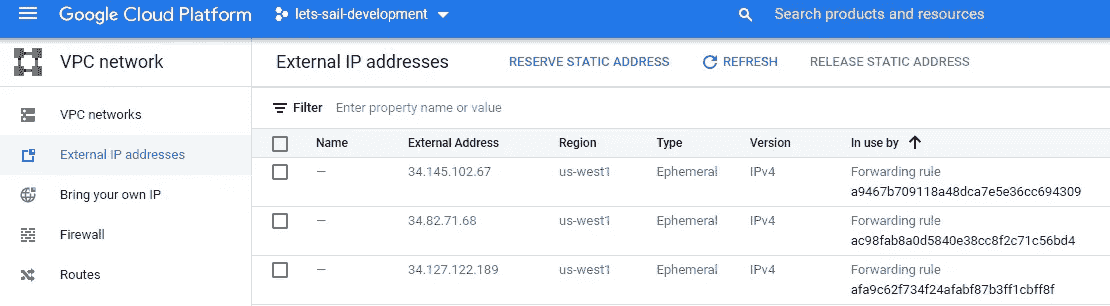 Google Cloud Platform lets-sail-development Search products and resources
VPC network External IP addresses RESERVE STATIC ADDRESS REFRESH RELEASE STATIC ADDRESS
VPC networks
External IP addresses
Bring your own IP
Firewall
Routes
Filter Enter property name or value
Name External Address Region Type Version In use by
— 34.145.102.67 us-west1 Ephemeral IPv4 Forwarding rule
a9467b709118a48dca7e5e36cc694309
— 34.82.71.68 us-west1 Ephemeral IPv4 Forwarding rule
ac98fab8a0d5840e38cc8f2c71c56bd4
— 34.127.122.189 us-west1 Ephemeral IPv4 Forwarding rule
afa9c62f734f24afabf87b3ff1cbff8f